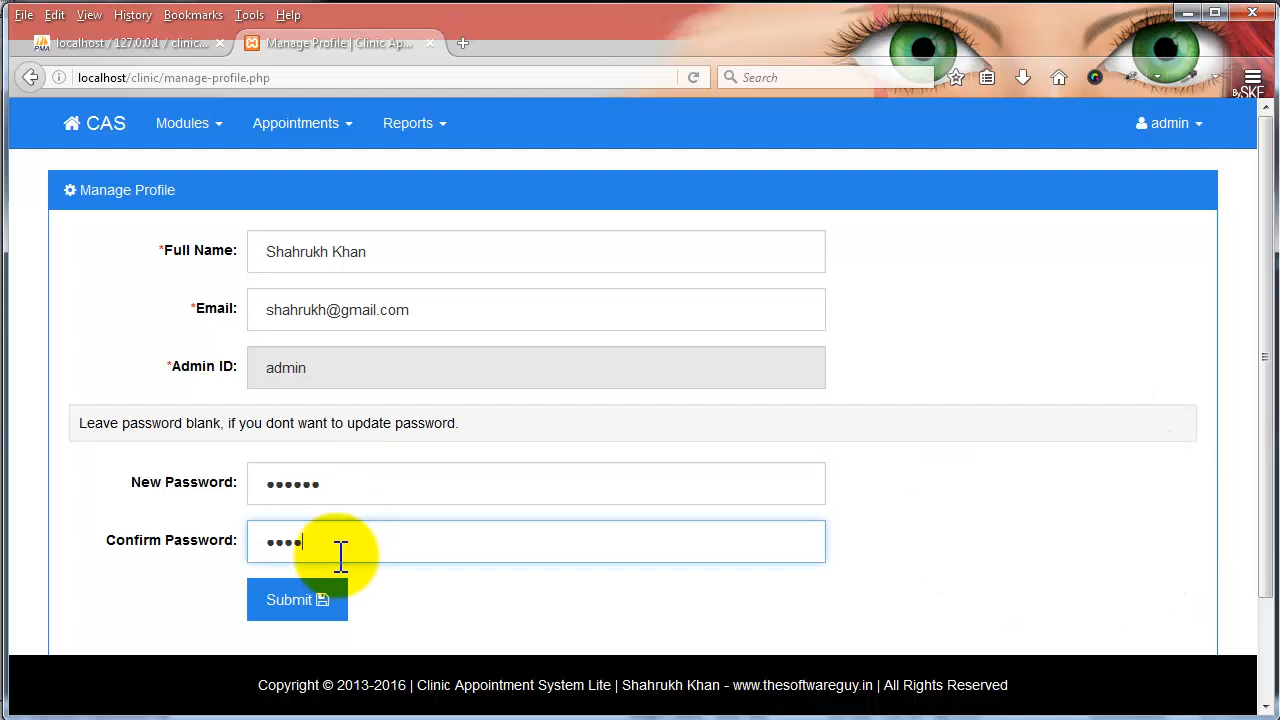 File Edit View History Bookmarks Tools Help
localhost / 127.0.0.1 / clinic...
Manage Profile | Clinic Ap...
localhost/clinic/manage-profile.php
Search
By SKE
CAS Modules Appointments Reports admin
Manage Profile
*Full Name: Shahrukh Khan
*Email: shahrukh@gmail.com
*Admin ID: admin
Leave password blank, if you dont want to update password.
New Password: ●●●●●●
Confirm Password: ●●●●
Submit
Copyright © 2013-2016 | Clinic Appointment System Lite | Shahrukh Khan - www.thesoftwareguy.in | All Rights Reserved